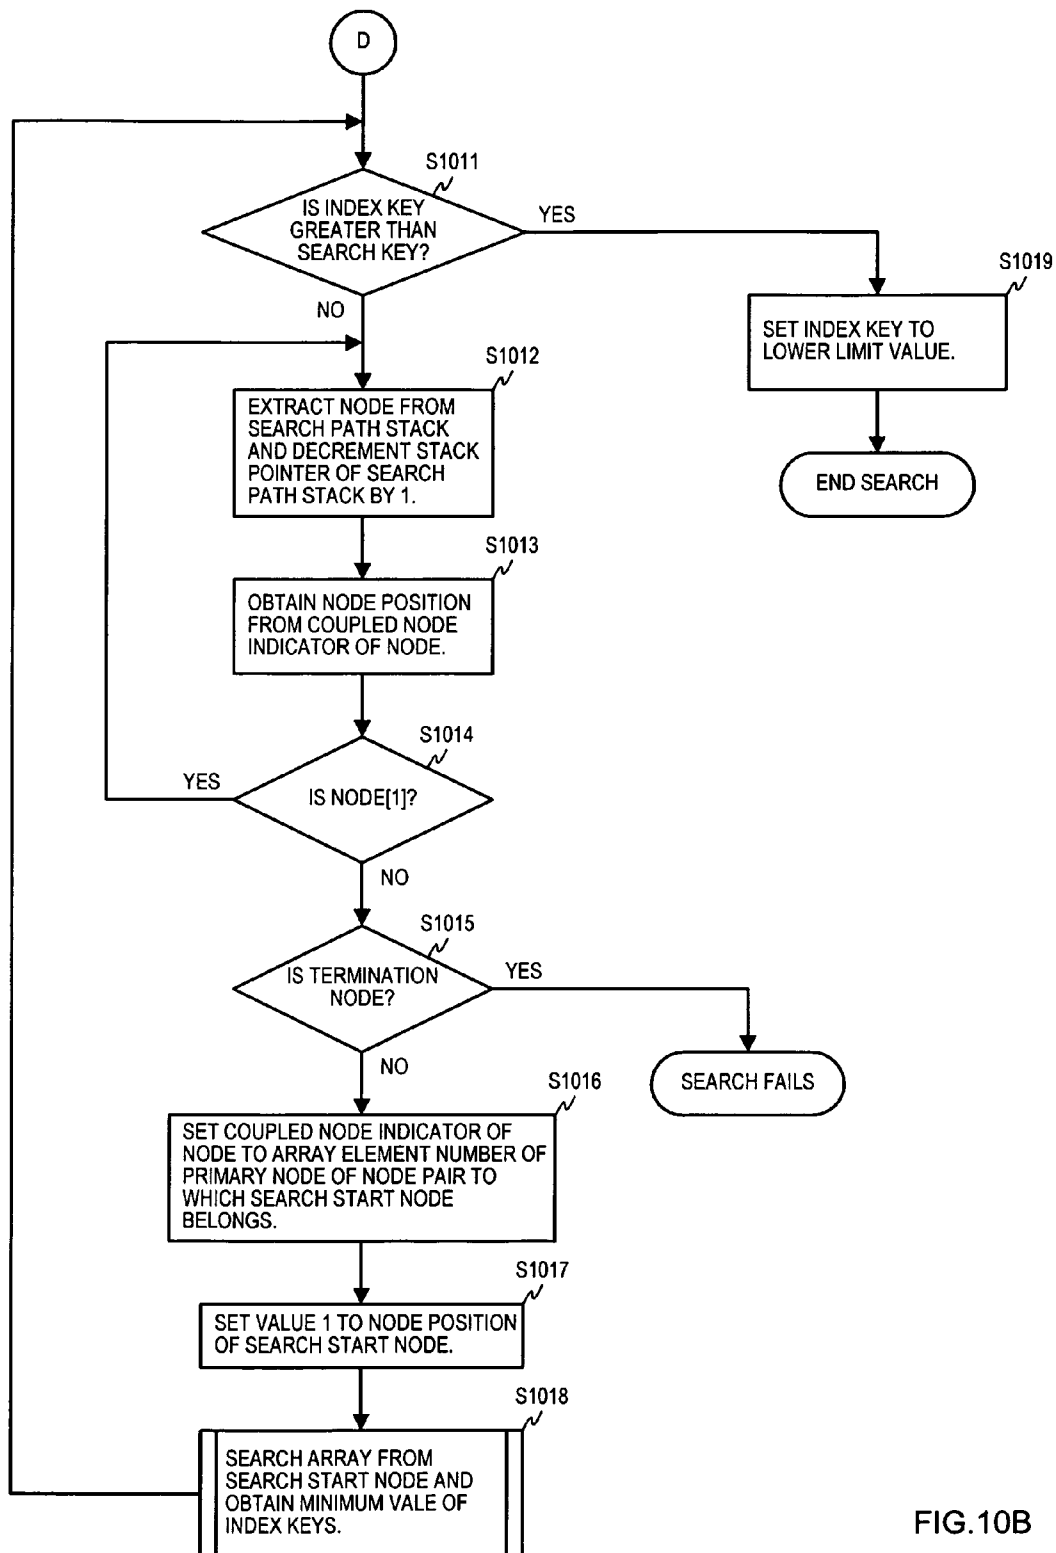 D
S1011
IS INDEX KEY
GREATER THAN
SEARCH KEY?
YES
NO
S1019
SET INDEX KEY TO
LOWER LIMIT VALUE.
END SEARCH
S1012
EXTRACT NODE FROM
SEARCH PATH STACK
AND DECREMENT STACK
POINTER OF SEARCH
PATH STACK BY 1.
S1013
OBTAIN NODE POSITION
FROM COUPLED NODE
INDICATOR OF NODE.
S1014
YES
IS NODE[1]?
NO
S1015
IS TERMINATION
NODE?
YES
NO
SEARCH FAILS
S1016
SET COUPLED NODE INDICATOR OF
NODE TO ARRAY ELEMENT NUMBER OF
PRIMARY NODE OF NODE PAIR TO
WHICH SEARCH START NODE
BELONGS.
S1017
SET VALUE 1 TO NODE POSITION
OF SEARCH START NODE.
S1018
SEARCH ARRAY FROM
SEARCH START NODE AND
OBTAIN MINIMUM VALE OF
INDEX KEYS.
FIG.10B